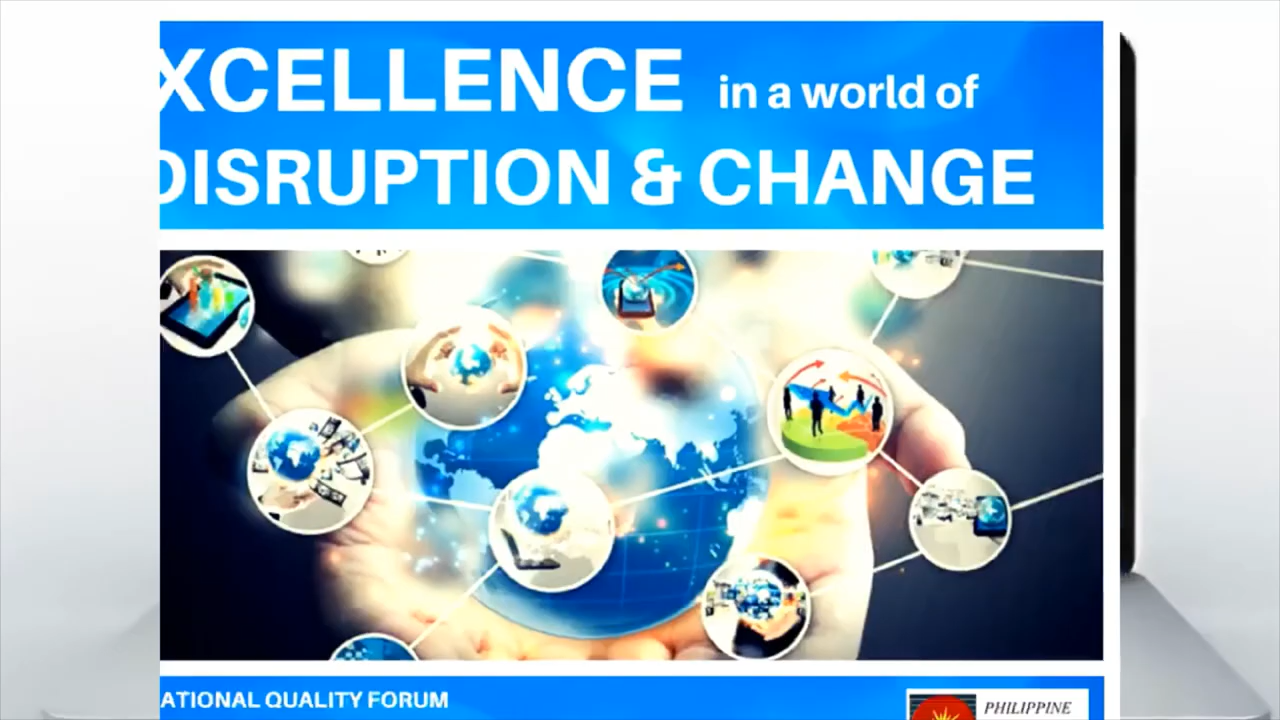 XCELLENCE in a world of
DISRUPTION & CHANGE
ATIONAL QUALITY FORUM
PHILIPPINE